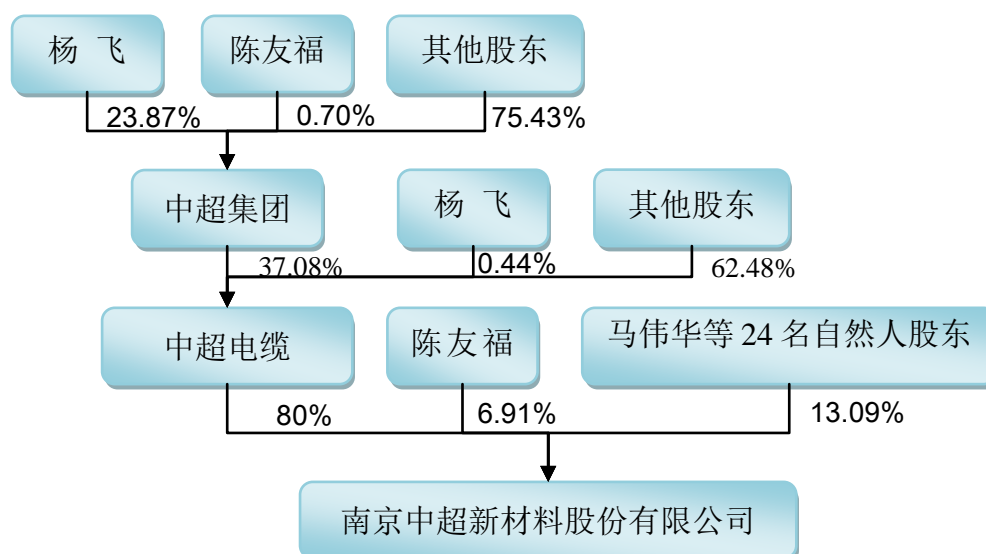 杨 飞
陈友福
其他股东
23.87%
0.70%
75.43%
中超集团
杨 飞
其他股东
37.08%
0.44%
62.48%
中超电缆
陈友福
马伟华等 24 名自然人股东
80%
6.91%
13.09%
南京中超新材料股份有限公司